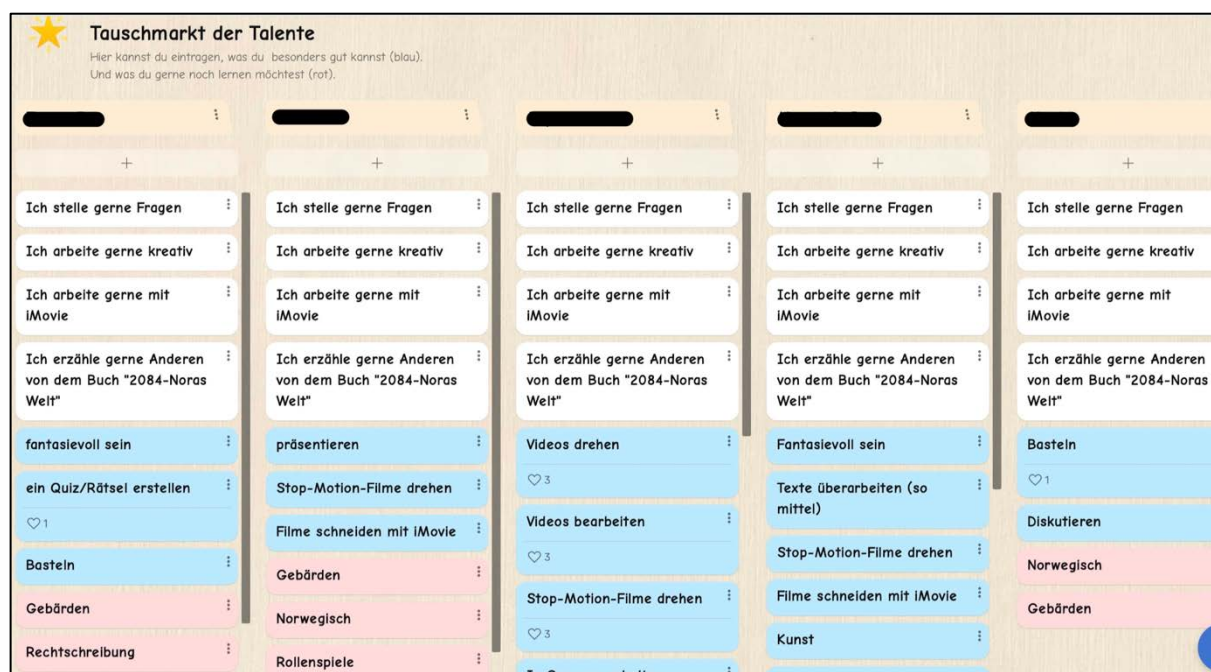 Tauschmarkt der Talente
Hier kannst du eintragen, was du besonders gut kannst (blau).
Und was du gerne noch lernen möchtest (rot).
Ich stelle gerne Fragen
Ich arbeite gerne kreativ
Ich arbeite gerne mit
iMovie
Ich erzähle gerne Anderen
von dem Buch "2084-Noras
Welt"
fantasievoll sein
ein Quiz/Rätsel erstellen
1
Basteln
Gebärden
Rechtschreibung
Ich stelle gerne Fragen
Ich arbeite gerne kreativ
Ich arbeite gerne mit
iMovie
Ich erzähle gerne Anderen
von dem Buch "2084-Noras
Welt"
präsentieren
Stop-Motion-Filme drehen
Filme schneiden mit iMovie
Gebärden
Norwegisch
Rollenspiele
Ich stelle gerne Fragen
Ich arbeite gerne kreativ
Ich arbeite gerne mit
iMovie
Ich erzähle gerne Anderen
von dem Buch "2084-Noras
Welt"
Videos drehen
3
Videos bearbeiten
3
Stop-Motion-Filme drehen
3
Ich stelle gerne Fragen
Ich arbeite gerne kreativ
Ich arbeite gerne mit
iMovie
Ich erzähle gerne Anderen
von dem Buch "2084-Noras
Welt"
Fantasievoll sein
Texte überarbeiten (so
mittel)
Stop-Motion-Filme drehen
Filme schneiden mit iMovie
Kunst
Ich stelle gerne Fragen
Ich arbeite gerne kreativ
Ich arbeite gerne mit
iMovie
Ich erzähle gerne Anderen
von dem Buch "2084-Noras
Welt"
Basteln
1
Diskutieren
Norwegisch
Gebärden